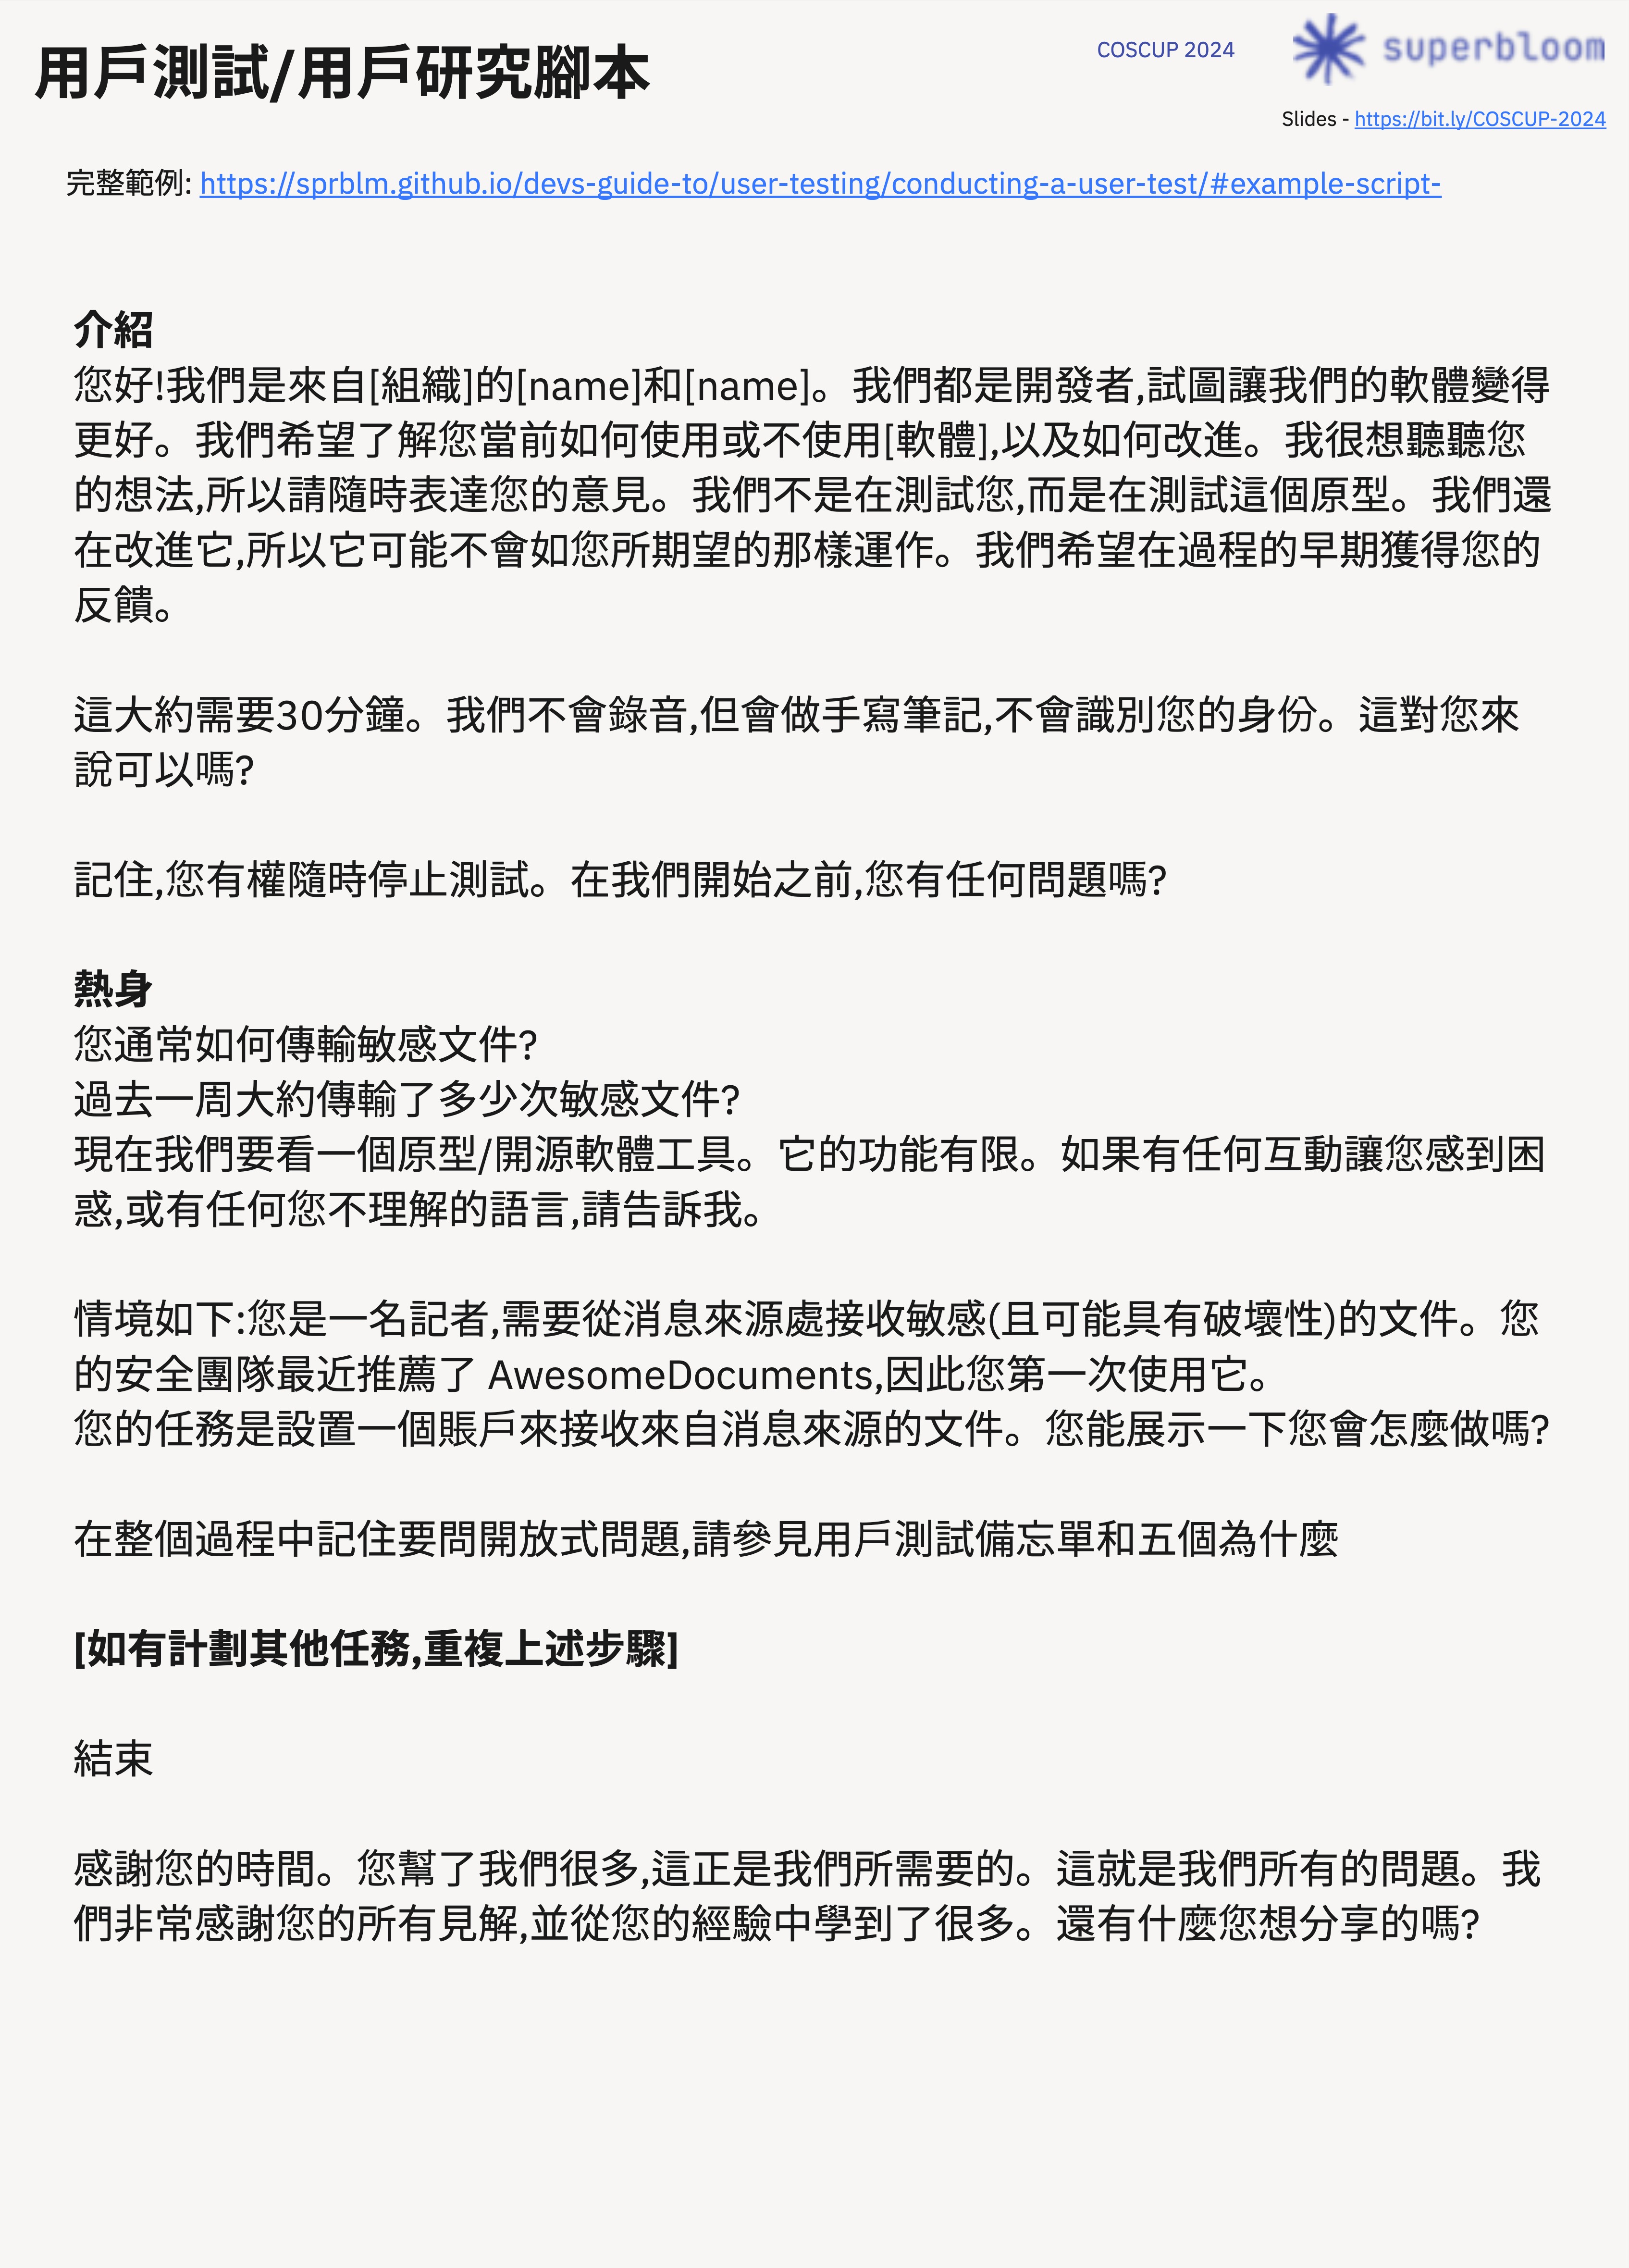 用戶測試/用戶研究腳本
COSCUP 2024
superbloom
Slides - https://bit.ly/COSCUP-2024
完整範例: https://sprblm.github.io/devs-guide-to/user-testing/conducting-a-user-test/#example-script-
介紹
您好!我們是來自[組織]的[name]和[name]。我們都是開發者,試圖讓我們的軟體變得
更好。我們希望了解您當前如何使用或不使用[軟體],以及如何改進。我很想聽聽您
的想法,所以請隨時表達您的意見。我們不是在測試您,而是在測試這個原型。我們還
在改進它,所以它可能不會如您所期望的那樣運作。我們希望在過程的早期獲得您的
反饋。
這大約需要30分鐘。我們不會錄音,但會做手寫筆記,不會識別您的身份。這對您來
說可以嗎?
記住,您有權隨時停止測試。在我們開始之前,您有任何問題嗎?
熱身
您通常如何傳輸敏感文件?
過去一周大約傳輸了多少次敏感文件?
現在我們要看一個原型/開源軟體工具。它的功能有限。如果有任何互動讓您感到困
惑,或有任何您不理解的語言,請告訴我。
情境如下:您是一名記者,需要從消息來源處接收敏感(且可能具有破壞性)的文件。您
的安全團隊最近推薦了 AwesomeDocuments,因此您第一次使用它。
您的任務是設置一個賬戶來接收來自消息來源的文件。您能展示一下您會怎麼做嗎?
在整個過程中記住要問開放式問題,請參見用戶測試備忘單和五個為什麼
[如有計劃其他任務,重複上述步驟]
結束
感謝您的時間。您幫了我們很多,這正是我們所需要的。這就是我們所有的問題。我
們非常感謝您的所有見解,並從您的經驗中學到了很多。還有什麼您想分享的嗎?